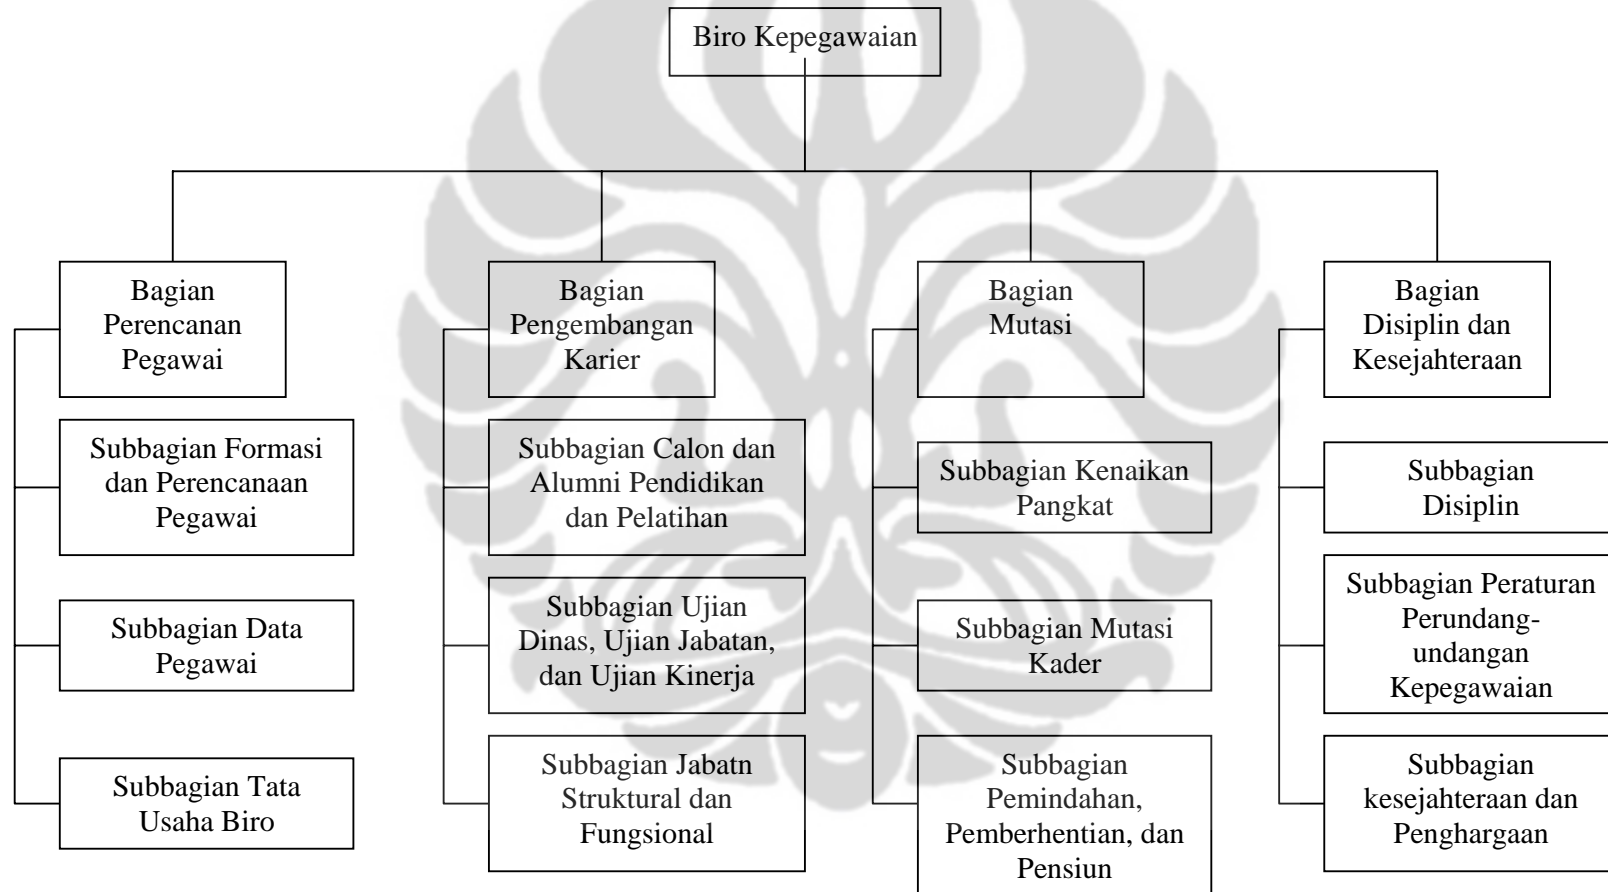 Biro Kepegawaian
Bagian
Perencanan
Pegawai
Subbagian Formasi
dan Perencanaan
Pegawai
Subbagian Data
Pegawai
Subbagian Tata
Usaha Biro
Bagian
Pengembangan
Karier
Subbagian Calon dan
Alumni Pendidikan
dan Pelatihan
Subbagian Ujian
Dinas, Ujian Jabatan,
dan Ujian Kinerja
Subbagian Jabatn
Struktural dan
Fungsional
Bagian
Mutasi
Subbagian Kenaikan
Pangkat
Subbagian Mutasi
Kader
Subbagian
Pemindahan,
Pemberhentian, dan
Pensiun
Bagian
Disiplin dan
Kesejahteraan
Subbagian
Disiplin
Subbagian Peraturan
Perundang-
undangan
Kepegawaian
Subbagian
kesejahteraan dan
Penghargaan